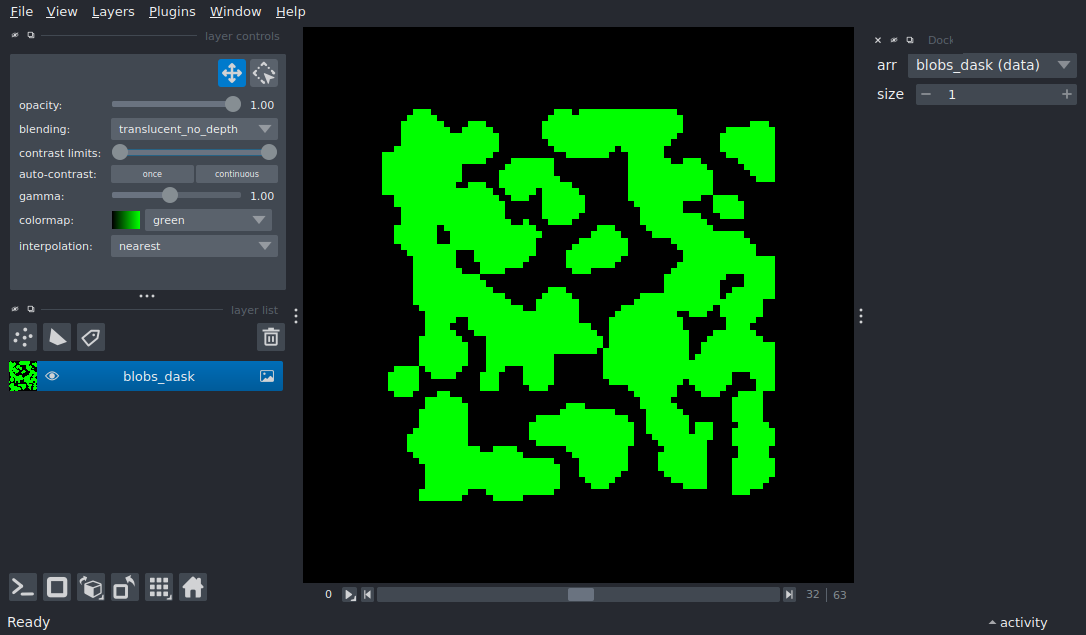 File View Layers Plugins Window Help
layer controls
opacity: 1.00
blending: translucent_no_depth
contrast limits:
auto-contrast: once continuous
gamma: 1.00
colormap: green
interpolation: nearest
layer list
blobs_dask
0 32 63
Ready
activity
Dock
arr blobs_dask (data)
size 1